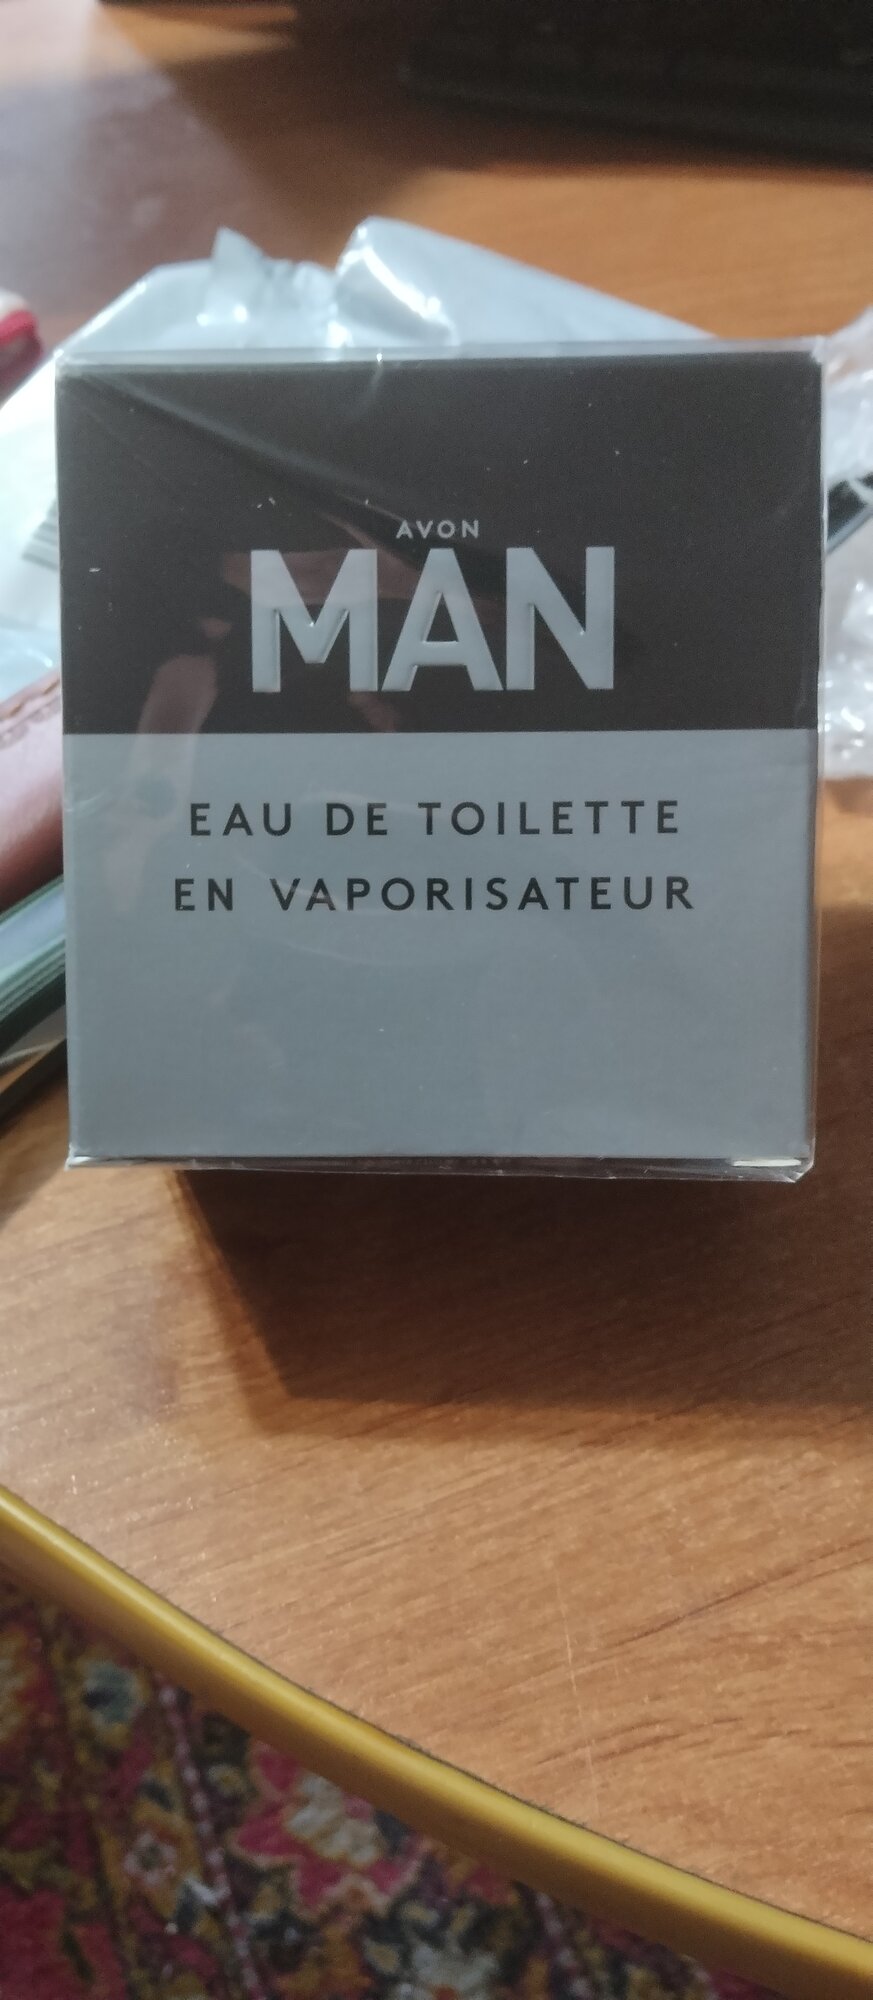 AVON
MAN
EAU DE TOILETTE
EN VAPORISATEUR